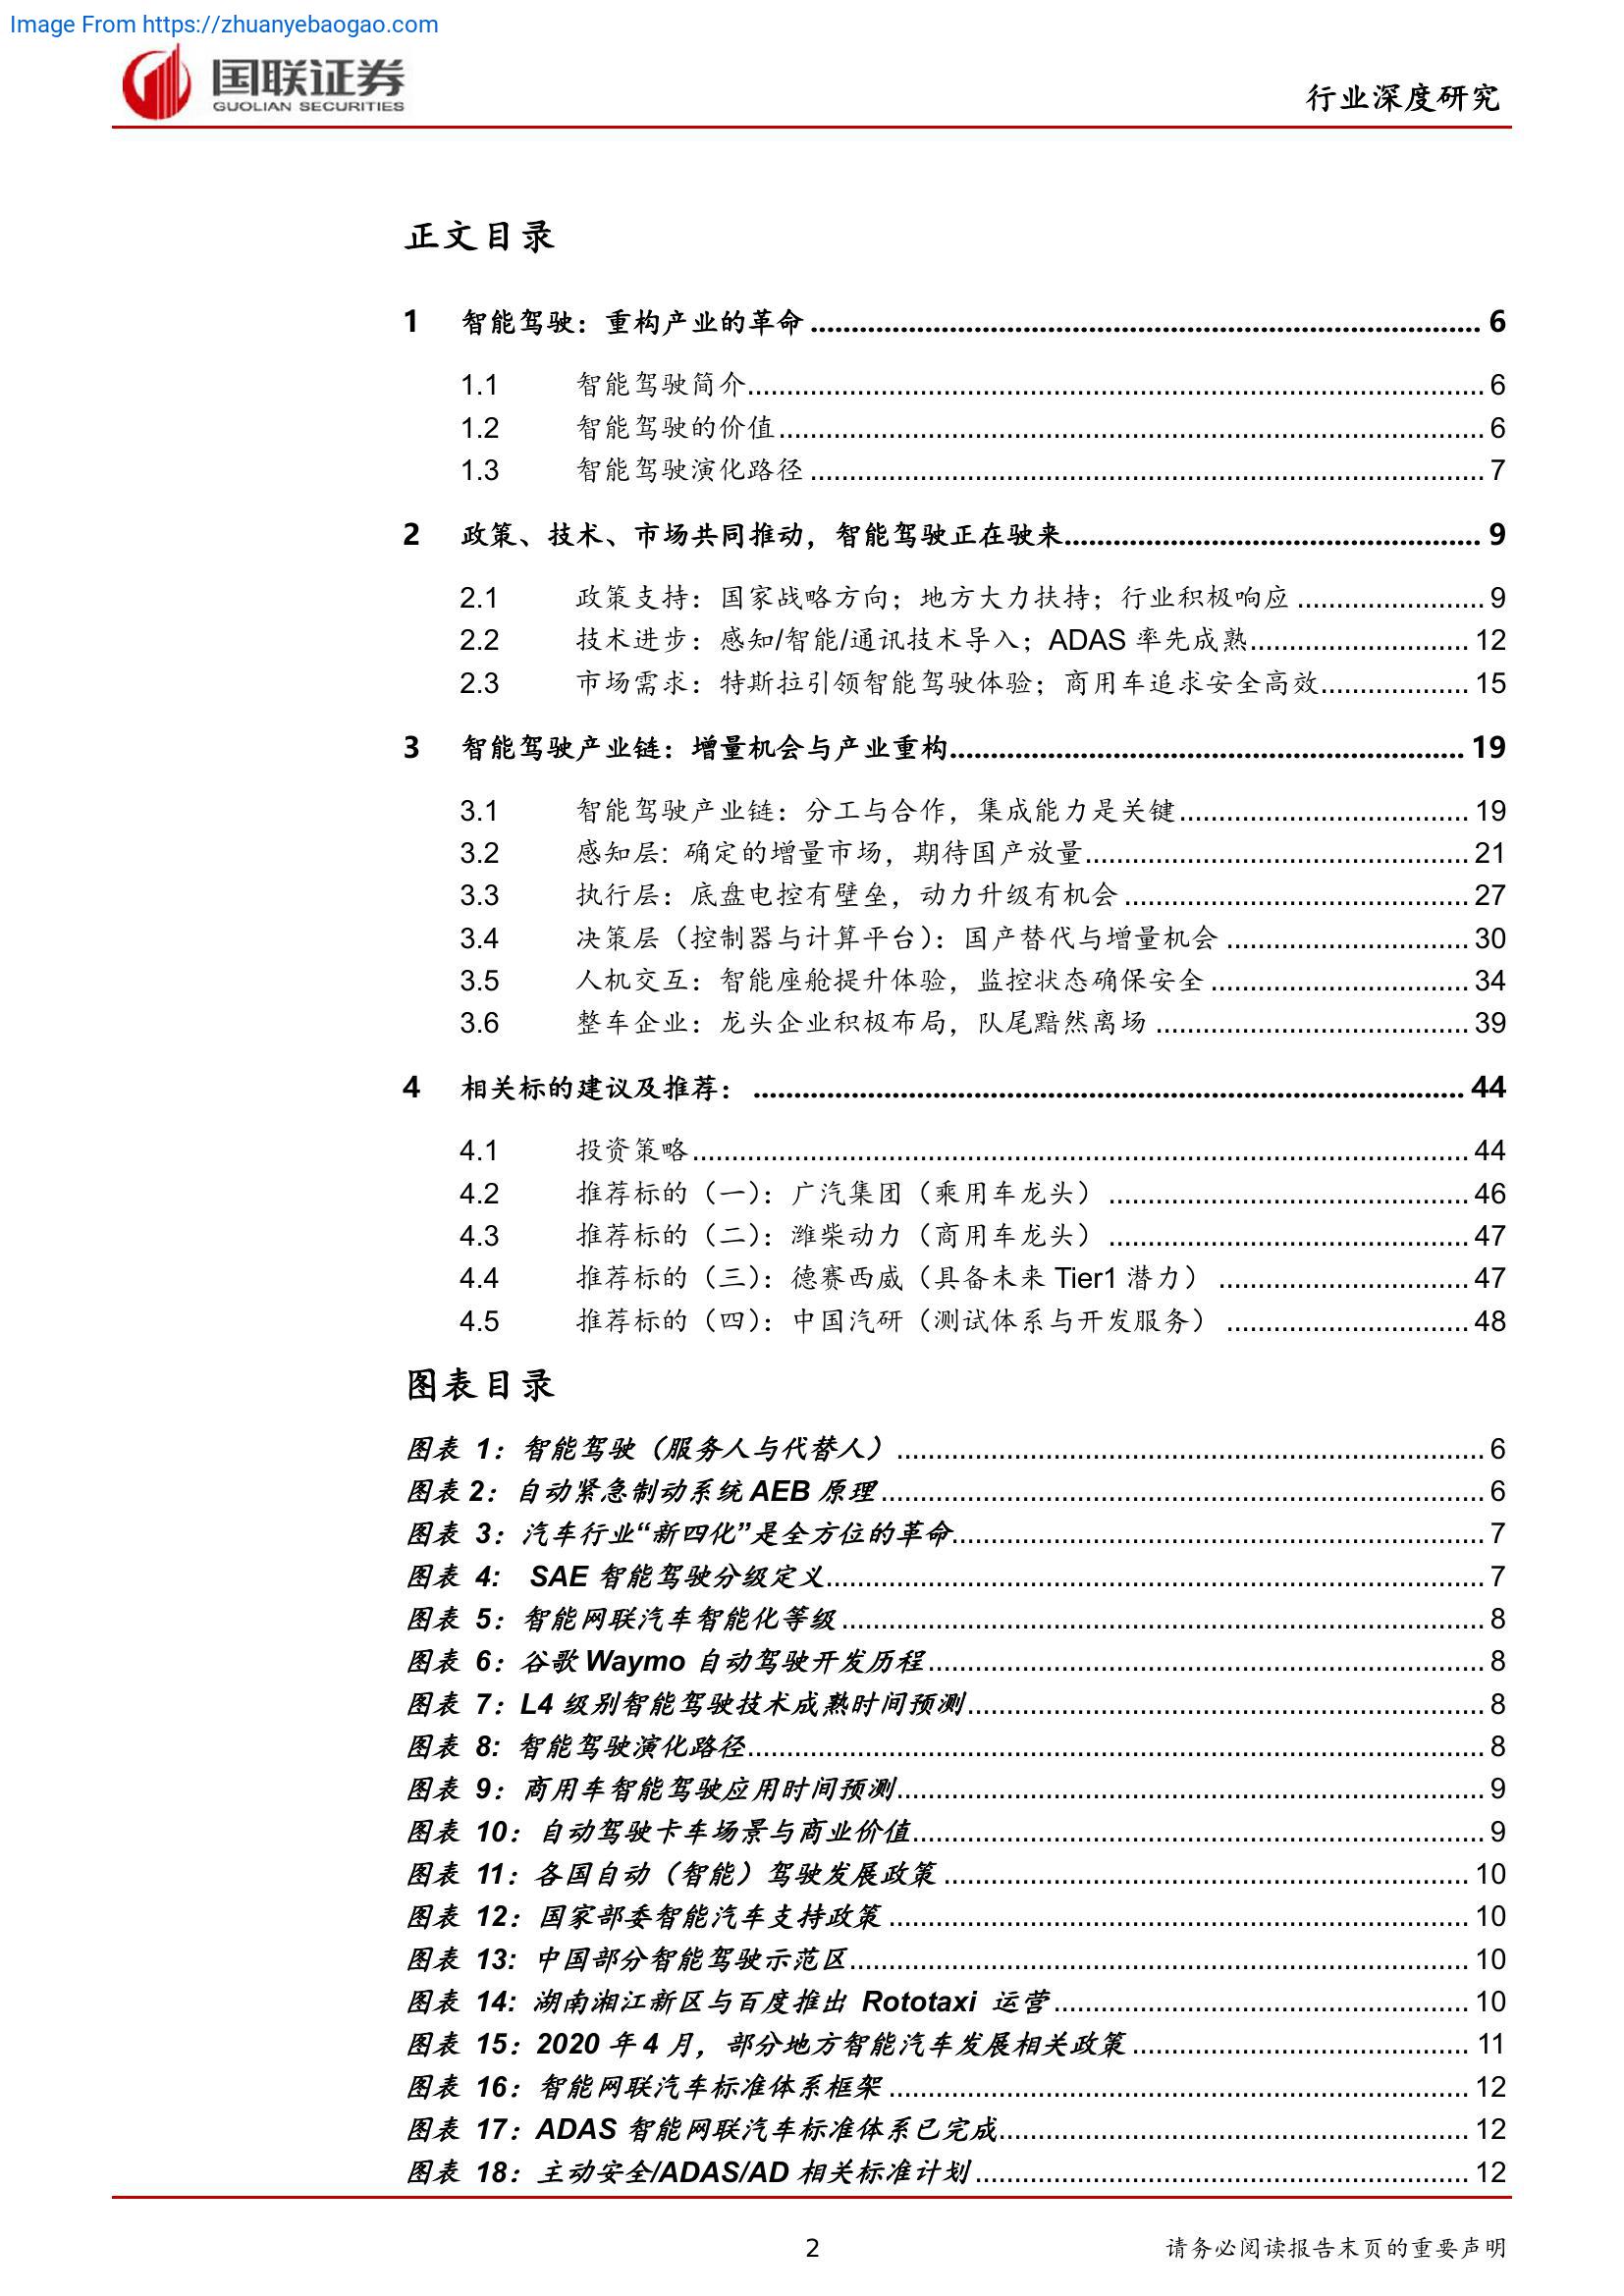 Image From https://zhuanyebaogao.com
国联证券
GUOLIAN SECURITIES
行业深度研究
正文目录
1 智能驾驶：重构产业的革命 6
1.1 智能驾驶简介 6
1.2 智能驾驶的价值 6
1.3 智能驾驶演化路径 7
2 政策、技术、市场共同推动，智能驾驶正在驶来 9
2.1 政策支持：国家战略方向；地方大力扶持；行业积极响应 9
2.2 技术进步：感知/智能/通讯技术导入；ADAS 率先成熟 12
2.3 市场需求：特斯拉引领智能驾驶体验；商用车追求安全高效 15
3 智能驾驶产业链：增量机会与产业重构 19
3.1 智能驾驶产业链：分工与合作，集成能力是关键 19
3.2 感知层: 确定的增量市场，期待国产放量 21
3.3 执行层：底盘电控有壁垒，动力升级有机会 27
3.4 决策层（控制器与计算平台）：国产替代与增量机会 30
3.5 人机交互：智能座舱提升体验，监控状态确保安全 34
3.6 整车企业：龙头企业积极布局，队尾黯然离场 39
4 相关标的建议及推荐： 44
4.1 投资策略 44
4.2 推荐标的（一）：广汽集团（乘用车龙头） 46
4.3 推荐标的（二）：潍柴动力（商用车龙头） 47
4.4 推荐标的（三）：德赛西威（具备未来 Tier1 潜力） 47
4.5 推荐标的（四）：中国汽研（测试体系与开发服务） 48
图表目录
图表 1：智能驾驶（服务人与代替人） 6
图表 2：自动紧急制动系统 AEB 原理 6
图表 3：汽车行业“新四化”是全方位的革命 7
图表 4: SAE 智能驾驶分级定义 7
图表 5：智能网联汽车智能化等级 8
图表 6：谷歌 Waymo 自动驾驶开发历程 8
图表 7：L4 级别智能驾驶技术成熟时间预测 8
图表 8: 智能驾驶演化路径 8
图表 9：商用车智能驾驶应用时间预测 9
图表 10：自动驾驶卡车场景与商业价值 9
图表 11：各国自动（智能）驾驶发展政策 10
图表 12：国家部委智能汽车支持政策 10
图表 13: 中国部分智能驾驶示范区 10
图表 14: 湖南湘江新区与百度推出 Rototaxi 运营 10
图表 15：2020 年 4 月，部分地方智能汽车发展相关政策 11
图表 16：智能网联汽车标准体系框架 12
图表 17：ADAS 智能网联汽车标准体系已完成 12
图表 18：主动安全/ADAS/AD 相关标准计划 12
2
请务必阅读报告末页的重要声明